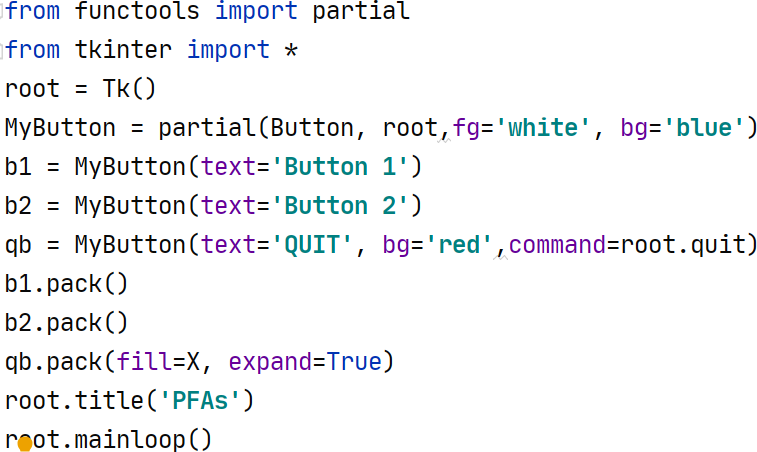 from functools import partial
from tkinter import *
root = Tk()
MyButton = partial(Button, root,fg='white', bg='blue')
b1 = MyButton(text='Button 1')
b2 = MyButton(text='Button 2')
qb = MyButton(text='QUIT', bg='red',command=root.quit)
b1.pack()
b2.pack()
qb.pack(fill=X, expand=True)
root.title('PFAs')
root.mainloop()